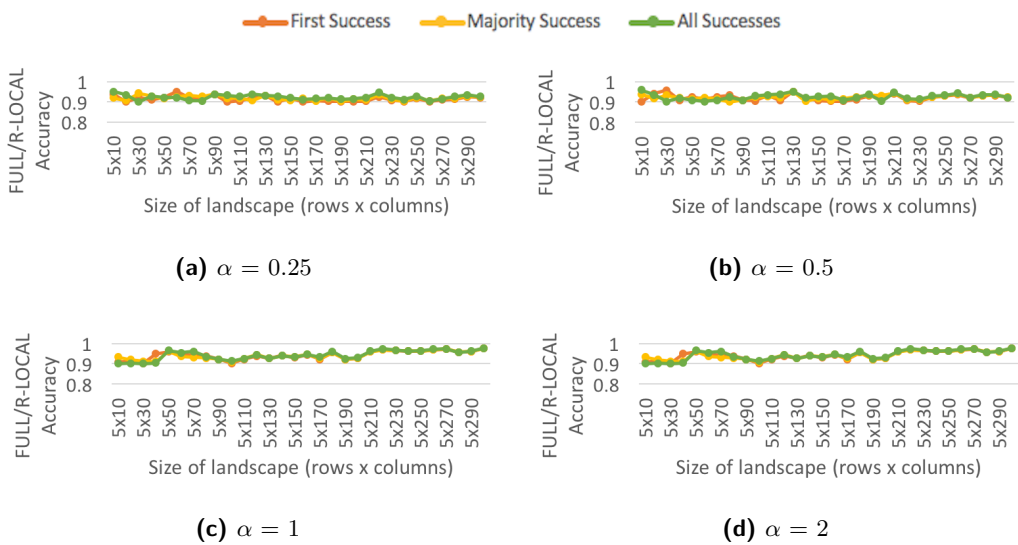 First Success Majority Success All Successes
FULL/R-LOCAL Accuracy
1
0.9
0.8
5x10 5x30 5x50 5x70 5x90 5x110 5x130 5x150 5x170 5x190 5x210 5x230 5x250 5x270 5x290
Size of landscape (rows x columns)
(a) α = 0.25
FULL/R-LOCAL Accuracy
1
0.9
0.8
5x10 5x30 5x50 5x70 5x90 5x110 5x130 5x150 5x170 5x190 5x210 5x230 5x250 5x270 5x290
Size of landscape (rows x columns)
(b) α = 0.5
FULL/R-LOCAL Accuracy
1
0.9
0.8
5x10 5x30 5x50 5x70 5x90 5x110 5x130 5x150 5x170 5x190 5x210 5x230 5x250 5x270 5x290
Size of landscape (rows x columns)
(c) α = 1
FULL/R-LOCAL Accuracy
1
0.9
0.8
5x10 5x30 5x50 5x70 5x90 5x110 5x130 5x150 5x170 5x190 5x210 5x230 5x250 5x270 5x290
Size of landscape (rows x columns)
(d) α = 2